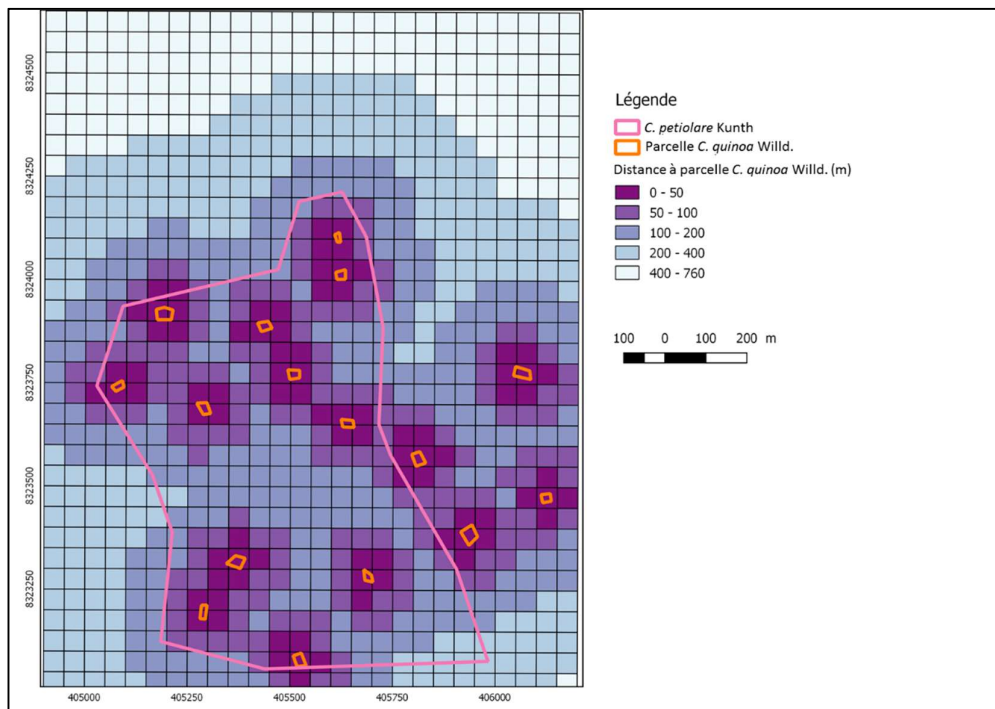 8324500
8324250
8324000
8323750
8323500
8323250
405000 405250 405500 405750 406000
Légende
C. petiolare Kunth
Parcelle C. quinoa Willd.
Distance à parcelle C. quinoa Willd. (m)
0 - 50
50 - 100
100 - 200
200 - 400
400 - 760
100 0 100 200 m